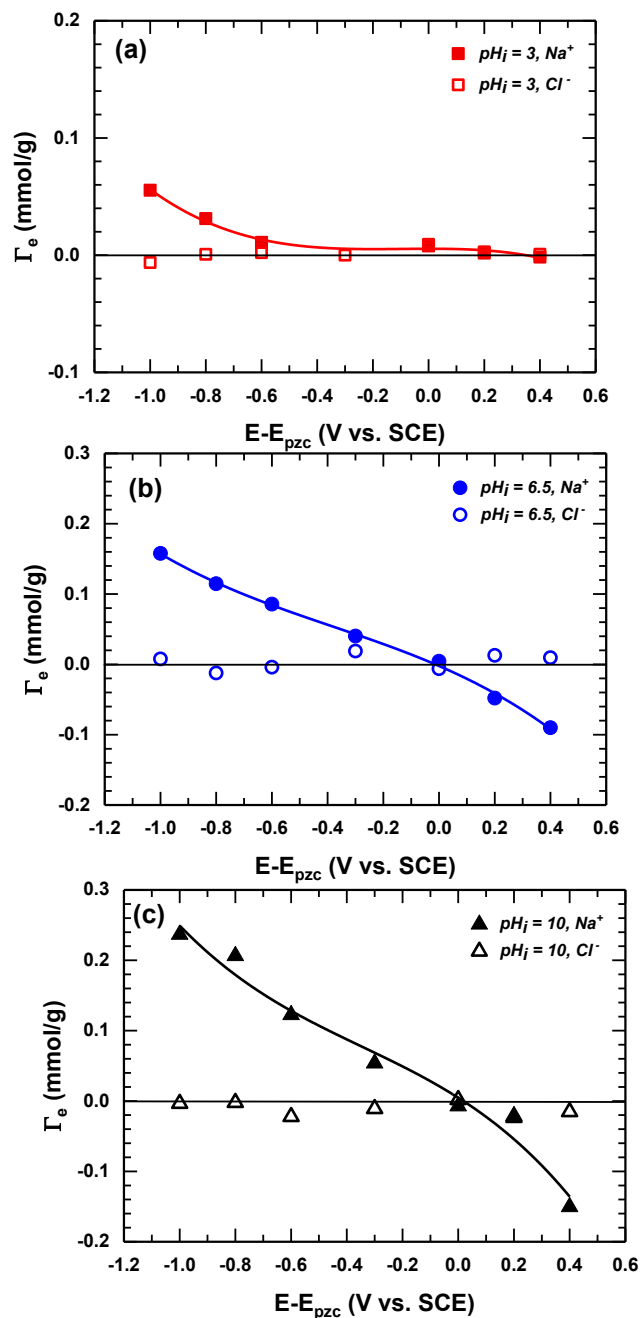 (a)
pHi = 3, Na+
pHi = 3, Cl-
0.2
0.1
0.0
-0.1
Γe (mmol/g)
-1.2 -1.0 -0.8 -0.6 -0.4 -0.2 0.0 0.2 0.4 0.6
E-Epzc (V vs. SCE)
(b)
pHi = 6.5, Na+
pHi = 6.5, Cl-
0.3
0.2
0.1
0.0
-0.1
-0.2
Γe (mmol/g)
-1.2 -1.0 -0.8 -0.6 -0.4 -0.2 0.0 0.2 0.4 0.6
E-Epzc (V vs. SCE)
(c)
pHi = 10, Na+
pHi = 10, Cl-
0.3
0.2
0.1
0.0
-0.1
-0.2
Γe (mmol/g)
-1.2 -1.0 -0.8 -0.6 -0.4 -0.2 0.0 0.2 0.4 0.6
E-Epzc (V vs. SCE)